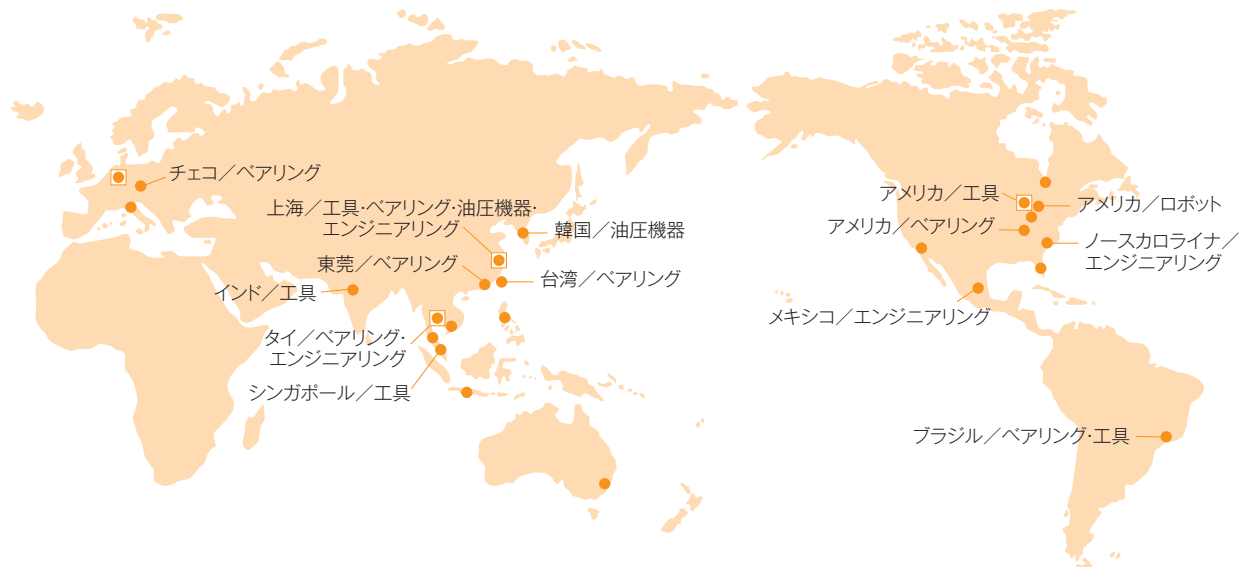 チェコ／ベアリング
上海／工具・ベアリング・油圧機器・
エンジニアリング
韓国／油圧機器
東莞／ベアリング
台湾／ベアリング
インド／工具
タイ／ベアリング・
エンジニアリング
シンガポール／工具
アメリカ／工具
アメリカ／ロボット
アメリカ／ベアリング
ノースカロライナ／
エンジニアリング
メキシコ／エンジニアリング
ブラジル／ベアリング・工具